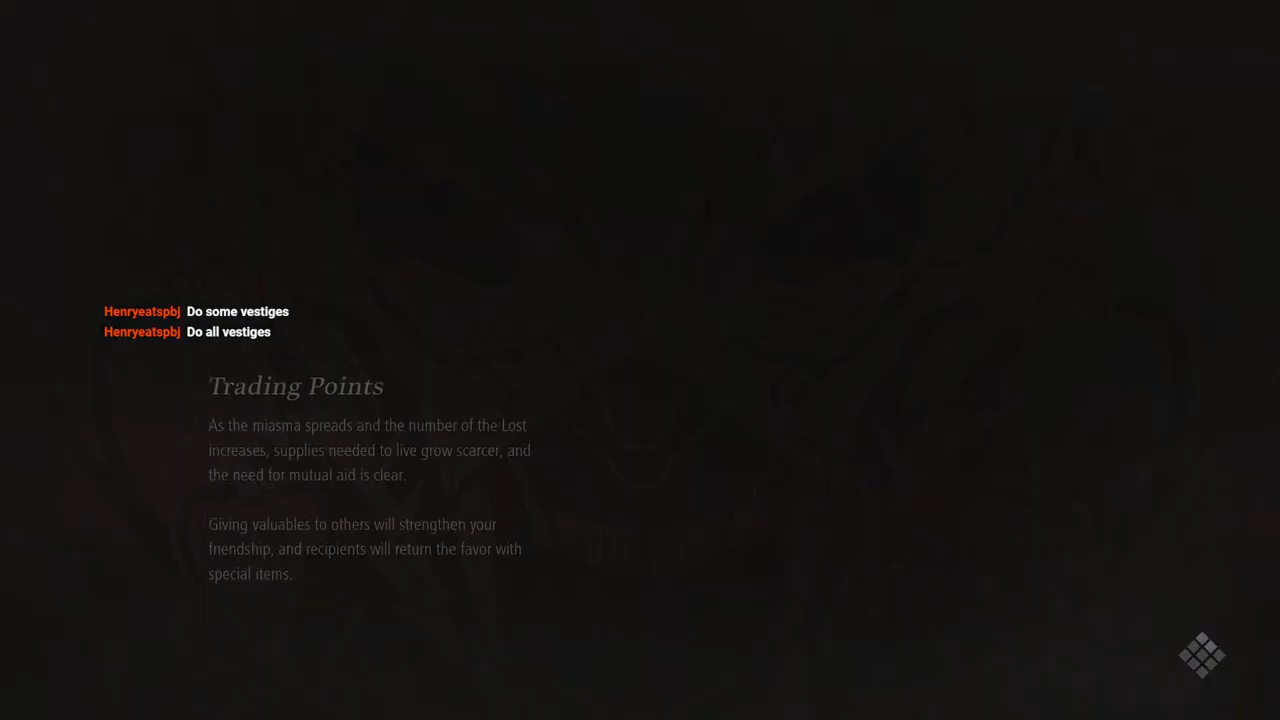 Henryeatspbj Do some vestiges
Henryeatspbj Do all vestiges
Trading Points
As the miasma spreads and the number of the Lost
increases, supplies needed to live grow scarcer, and
the need for mutual aid is clear.
Giving valuables to others will strengthen your
friendship, and recipients will return the favor with
special items.